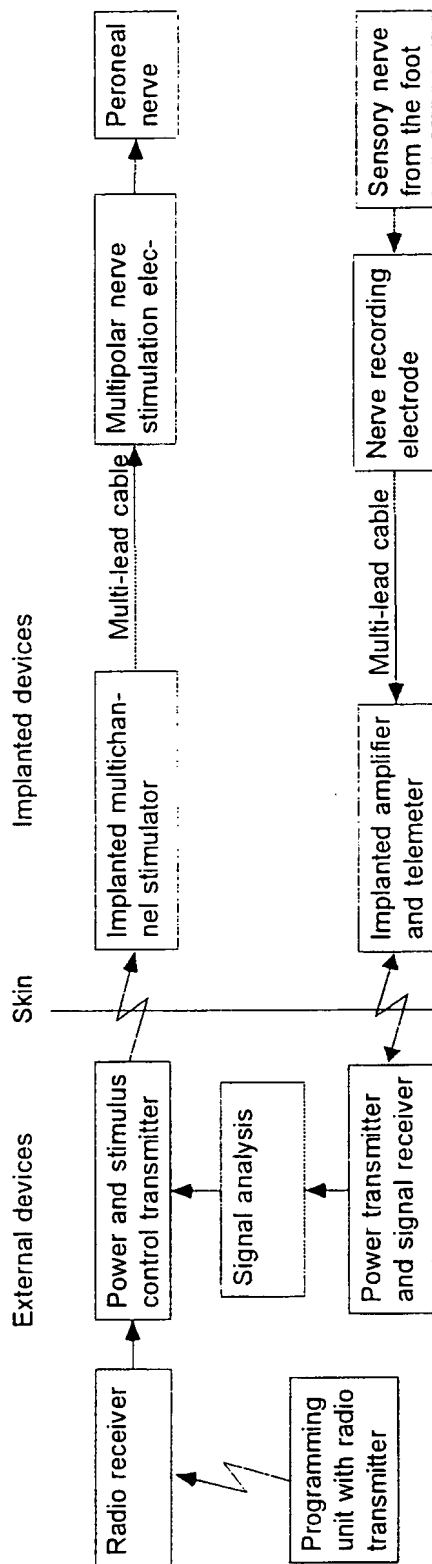 External devices
Skin
Implanted devices
Radio receiver
Power and stimulus
control transmitter
Implanted multichan-
nel stimulator
Multi-lead cable
Multipolar nerve
stimulation elec-
Peroneal
nerve
Signal analysis
Programming
unit with radio
transmitter
Power transmitter
and signal receiver
Implanted amplifier
and telemeter
Multi-lead cable
Nerve recording
electrode
Sensory nerve
from the foot